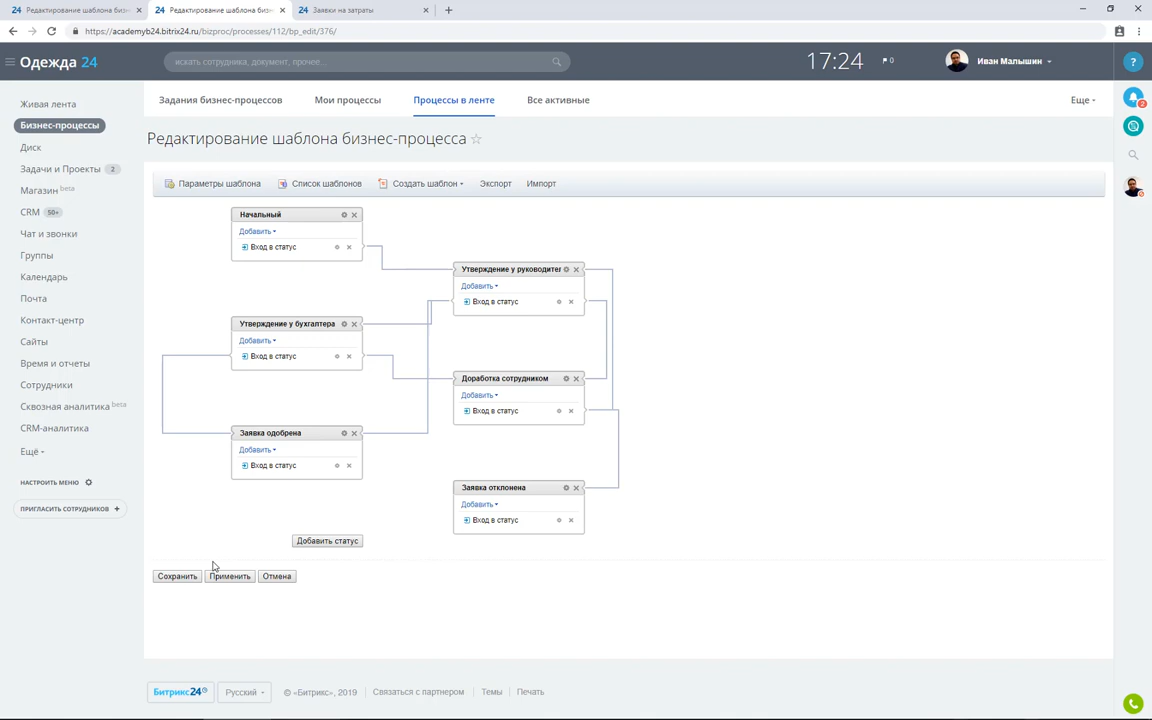 24 Редактирование шаблона бизн
24 Редактирование шаблона бизн
24 Заявки на затраты
https://academyb24.bitrix24.ru/bizproc/processes/112/bp_edit/376/
Одежда 24
искать сотрудника, документ, прочее...
17:24
0
Иван Малышин
?
2
Живая лента
Бизнес-процессы
Диск
Задачи и Проекты 2
Магазин beta
CRM 50+
Чат и звонки
Группы
Календарь
Почта
Контакт-центр
Сайты
Время и отчеты
Сотрудники
Сквозная аналитика beta
CRM-аналитика
Ещё
НАСТРОИТЬ МЕНЮ
ПРИГЛАСИТЬ СОТРУДНИКОВ +
Задания бизнес-процессов
Мои процессы
Процессы в ленте
Все активные
Еще
Редактирование шаблона бизнес-процесса
Параметры шаблона
Список шаблонов
Создать шаблон
Экспорт
Импорт
Начальный
Добавить
Вход в статус
Утверждение у руководител
Добавить
Вход в статус
Утверждение у бухгалтера
Добавить
Вход в статус
Доработка сотрудником
Добавить
Вход в статус
Заявка одобрена
Добавить
Вход в статус
Заявка отклонена
Добавить
Вход в статус
Добавить статус
Сохранить
Применить
Отмена
Битрикс24
Русский
© «Битрикс», 2019
Связаться с партнером
Темы
Печать